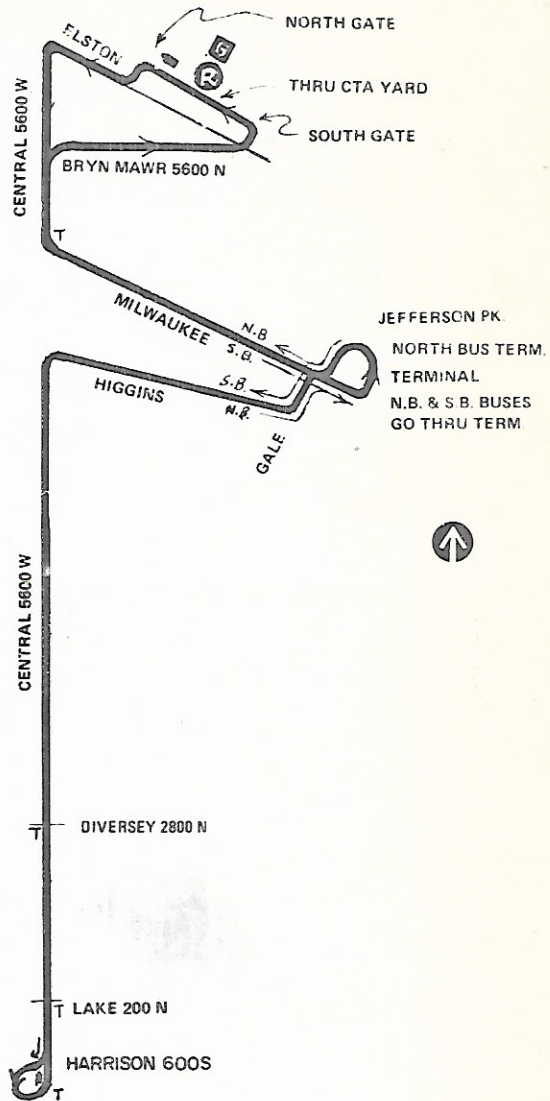 NORTH GATE
ELSTON
G
THRU CTA YARD
SOUTH GATE
CENTRAL 5600 W
BRYN MAWR 5600 N
T
MILWAUKEE
N.B
S.B.
JEFFERSON PK.
NORTH BUS TERM.
TERMINAL
N.B. & S.B. BUSES
GO THRU TERM.
HIGGINS
S.B.
N.B.
GALE
CENTRAL 5600 W
T
DIVERSEY 2800 N
T LAKE 200 N
HARRISON 600S
T